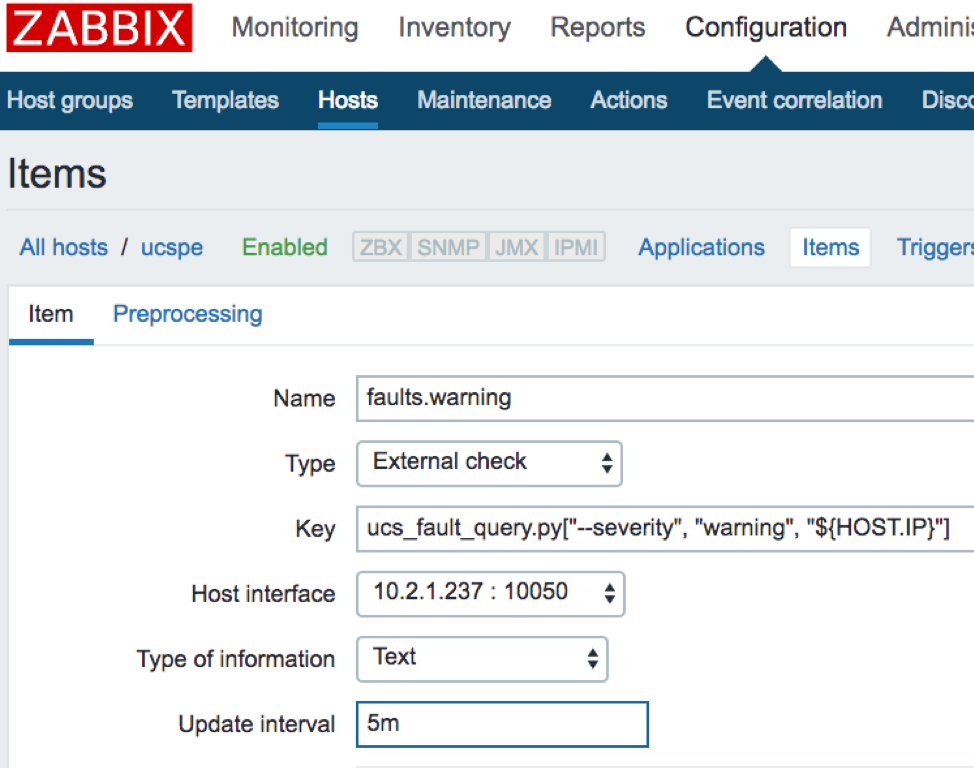 ZABBIX Monitoring Inventory Reports Configuration Adminis
Host groups Templates Hosts Maintenance Actions Event correlation Disco
Items
All hosts / ucspe Enabled ZBX SNMP JMX IPMI Applications Items Triggers
Item Preprocessing
Name faults.warning
Type External check
Key ucs_fault_query.py["--severity", "warning", "${HOST.IP}"]
Host interface 10.2.1.237 : 10050
Type of information Text
Update interval 5m